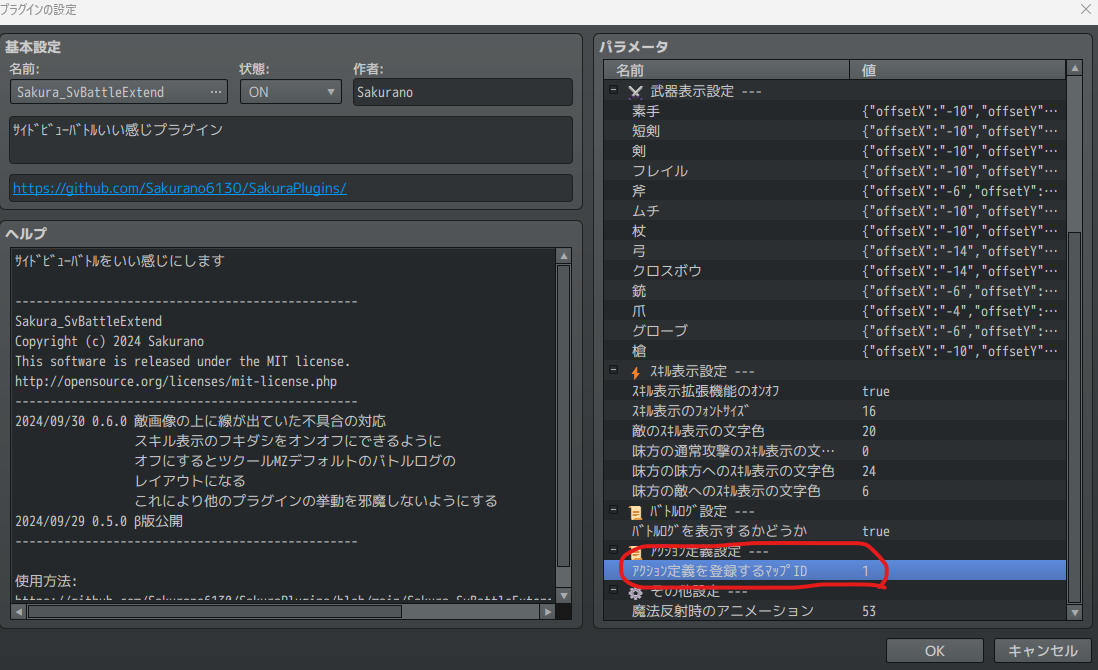 プラグインの設定
基本設定
名前:
状態:
作者:
Sakura_SvBattleExtend ...
ON
Sakurano
ｻｲﾄﾞﾋﾞｭｰﾊﾞﾄﾙいい感じプラグイン
https://github.com/Sakurano6130/SakuraPlugins/
ヘルプ
ｻｲﾄﾞﾋﾞｭｰﾊﾞﾄﾙをいい感じにします
-------------------------------------------------
Sakura_SvBattleExtend
Copyright (c) 2024 Sakurano
This software is released under the MIT license.
http://opensource.org/licenses/mit-license.php
-------------------------------------------------
2024/09/30 0.6.0 敵画像の上に線が出ていた不具合の対応
スキル表示のフキダシをオンオフにできるように
オフにするとツクールMZデフォルトのバトルログの
レイアウトになる
これにより他のプラグインの挙動を邪魔しないようにする
2024/09/29 0.5.0 β版公開
-------------------------------------------------
使用方法:
https://github.com/Sakurano6130/SakuraPlugins/blob/main/Sakura_SvBattleExten
パラメータ
名前 値
武器表示設定 ---
素手 {"offsetX":"-10","offsetY"…
短剣 {"offsetX":"-10","offsetY"…
剣 {"offsetX":"-10","offsetY"…
フレイル {"offsetX":"-10","offsetY"…
斧 {"offsetX":"-6","offsetY":…
ムチ {"offsetX":"-10","offsetY"…
杖 {"offsetX":"-10","offsetY"…
弓 {"offsetX":"-14","offsetY"…
クロスボウ {"offsetX":"-14","offsetY"…
銃 {"offsetX":"-6","offsetY":…
爪 {"offsetX":"-4","offsetY":…
グローブ {"offsetX":"-6","offsetY":…
槍 {"offsetX":"-10","offsetY"…
ｽｷﾙ表示設定 ---
ｽｷﾙ表示拡張機能のｵﾝｵﾌ true
ｽｷﾙ表示のﾌｫﾝﾄｻｲｽﾞ 16
敵のｽｷﾙ表示の文字色 20
味方の通常攻撃のｽｷﾙ表示の文… 0
味方の味方へのｽｷﾙ表示の文字色 24
味方の敵へのｽｷﾙ表示の文字色 6
ﾊﾞﾄﾙﾛｸﾞ設定 ---
ﾊﾞﾄﾙﾛｸﾞを表示するかどうか true
ｱｸｼｮﾝ定義設定 ---
ｱｸｼｮﾝ定義を登録するﾏｯﾌﾟID 1
その他設定 ---
魔法反射時のアニメーション 53
OK
キャンセル